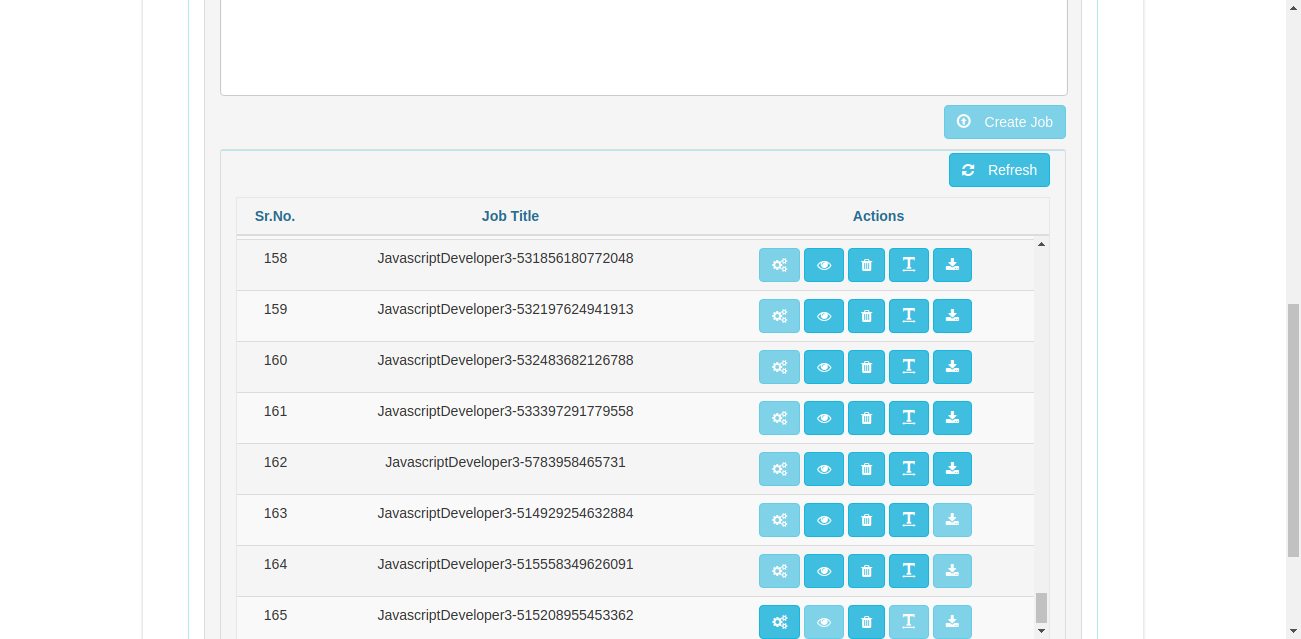 Create Job
Refresh
Sr.No. Job Title Actions
158 JavascriptDeveloper3-531856180772048
159 JavascriptDeveloper3-532197624941913
160 JavascriptDeveloper3-532483682126788
161 JavascriptDeveloper3-533397291779558
162 JavascriptDeveloper3-5783958465731
163 JavascriptDeveloper3-514929254632884
164 JavascriptDeveloper3-515558349626091
165 JavascriptDeveloper3-515208955453362